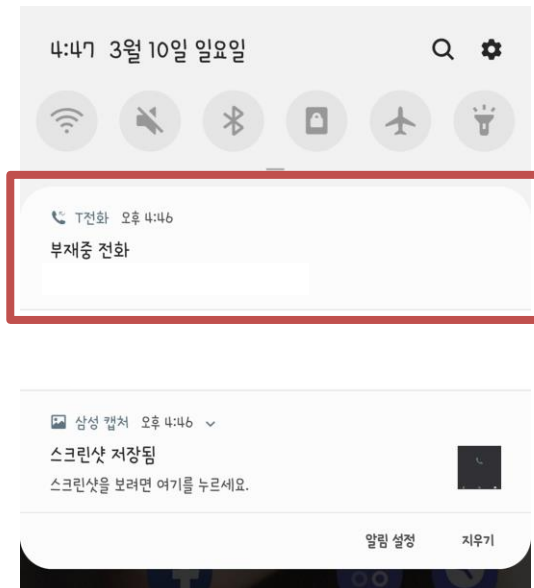 4:47 3월 10일 일요일
T전화 오후 4:46
부재중 전화
삼성 캡처 오후 4:46
스크린샷 저장됨
스크린샷을 보려면 여기를 누르세요.
알림 설정 지우기